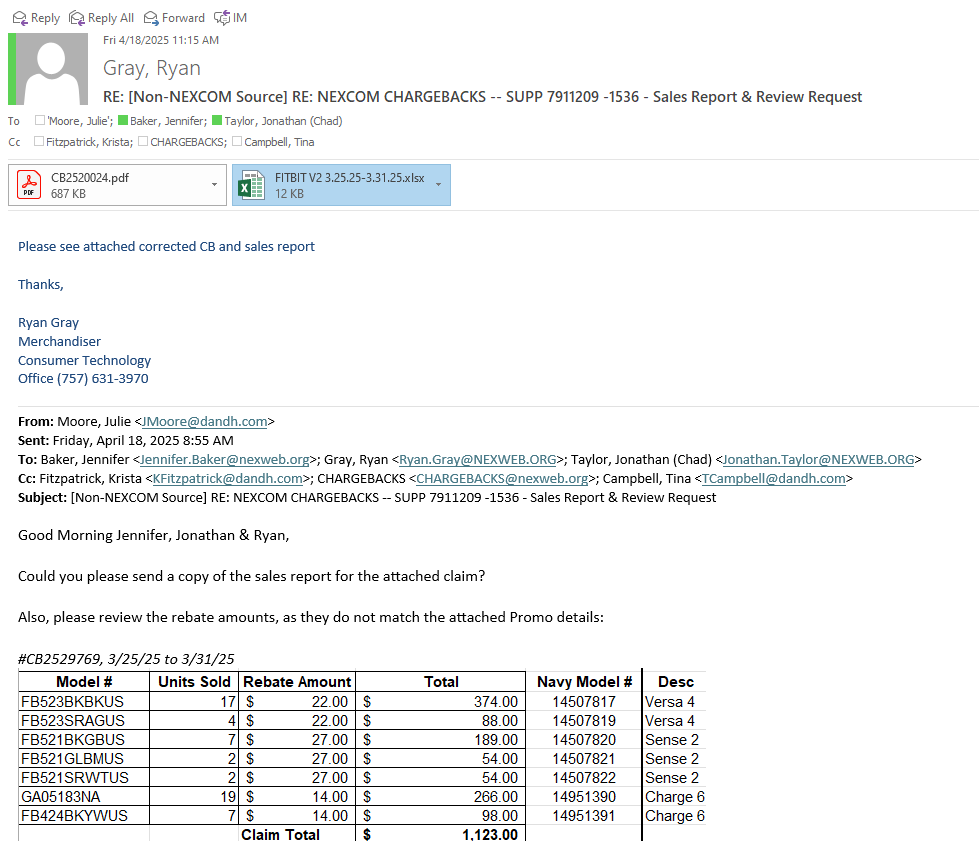 Reply Reply All Forward IM
Fri 4/18/2025 11:15 AM
Gray, Ryan
RE: [Non-NEXCOM Source] RE: NEXCOM CHARGEBACKS -- SUPP 7911209 -1536 - Sales Report & Review Request
To 'Moore, Julie'; Baker, Jennifer; Taylor, Jonathan (Chad)
Cc Fitzpatrick, Krista; CHARGEBACKS; Campbell, Tina
CB2520024.pdf
687 KB
FITBIT V2 3.25.25-3.31.25.xlsx
12 KB
Please see attached corrected CB and sales report
Thanks,
Ryan Gray
Merchandiser
Consumer Technology
Office (757) 631-3970
From: Moore, Julie <JMoore@dandh.com>
Sent: Friday, April 18, 2025 8:55 AM
To: Baker, Jennifer <Jennifer.Baker@nexweb.org>; Gray, Ryan <Ryan.Gray@NEXWEB.ORG>; Taylor, Jonathan (Chad) <Jonathan.Taylor@NEXWEB.ORG>
Cc: Fitzpatrick, Krista <KFitzpatrick@dandh.com>; CHARGEBACKS <CHARGEBACKS@nexweb.org>; Campbell, Tina <TCampbell@dandh.com>
Subject: [Non-NEXCOM Source] RE: NEXCOM CHARGEBACKS -- SUPP 7911209 -1536 - Sales Report & Review Request
Good Morning Jennifer, Jonathan & Ryan,
Could you please send a copy of the sales report for the attached claim?
Also, please review the rebate amounts, as they do not match the attached Promo details:
#CB2529769, 3/25/25 to 3/31/25
Model # Units Sold Rebate Amount Total Navy Model # Desc
FB523BKBKUS 17 $ 22.00 $ 374.00 14507817 Versa 4
FB523SRAGUS 4 $ 22.00 $ 88.00 14507819 Versa 4
FB521BKGBUS 7 $ 27.00 $ 189.00 14507820 Sense 2
FB521GLBMUS 2 $ 27.00 $ 54.00 14507821 Sense 2
FB521SRWTUS 2 $ 27.00 $ 54.00 14507822 Sense 2
GA05183NA 19 $ 14.00 $ 266.00 14951390 Charge 6
FB424BKYWUS 7 $ 14.00 $ 98.00 14951391 Charge 6
Claim Total $ 1,123.00